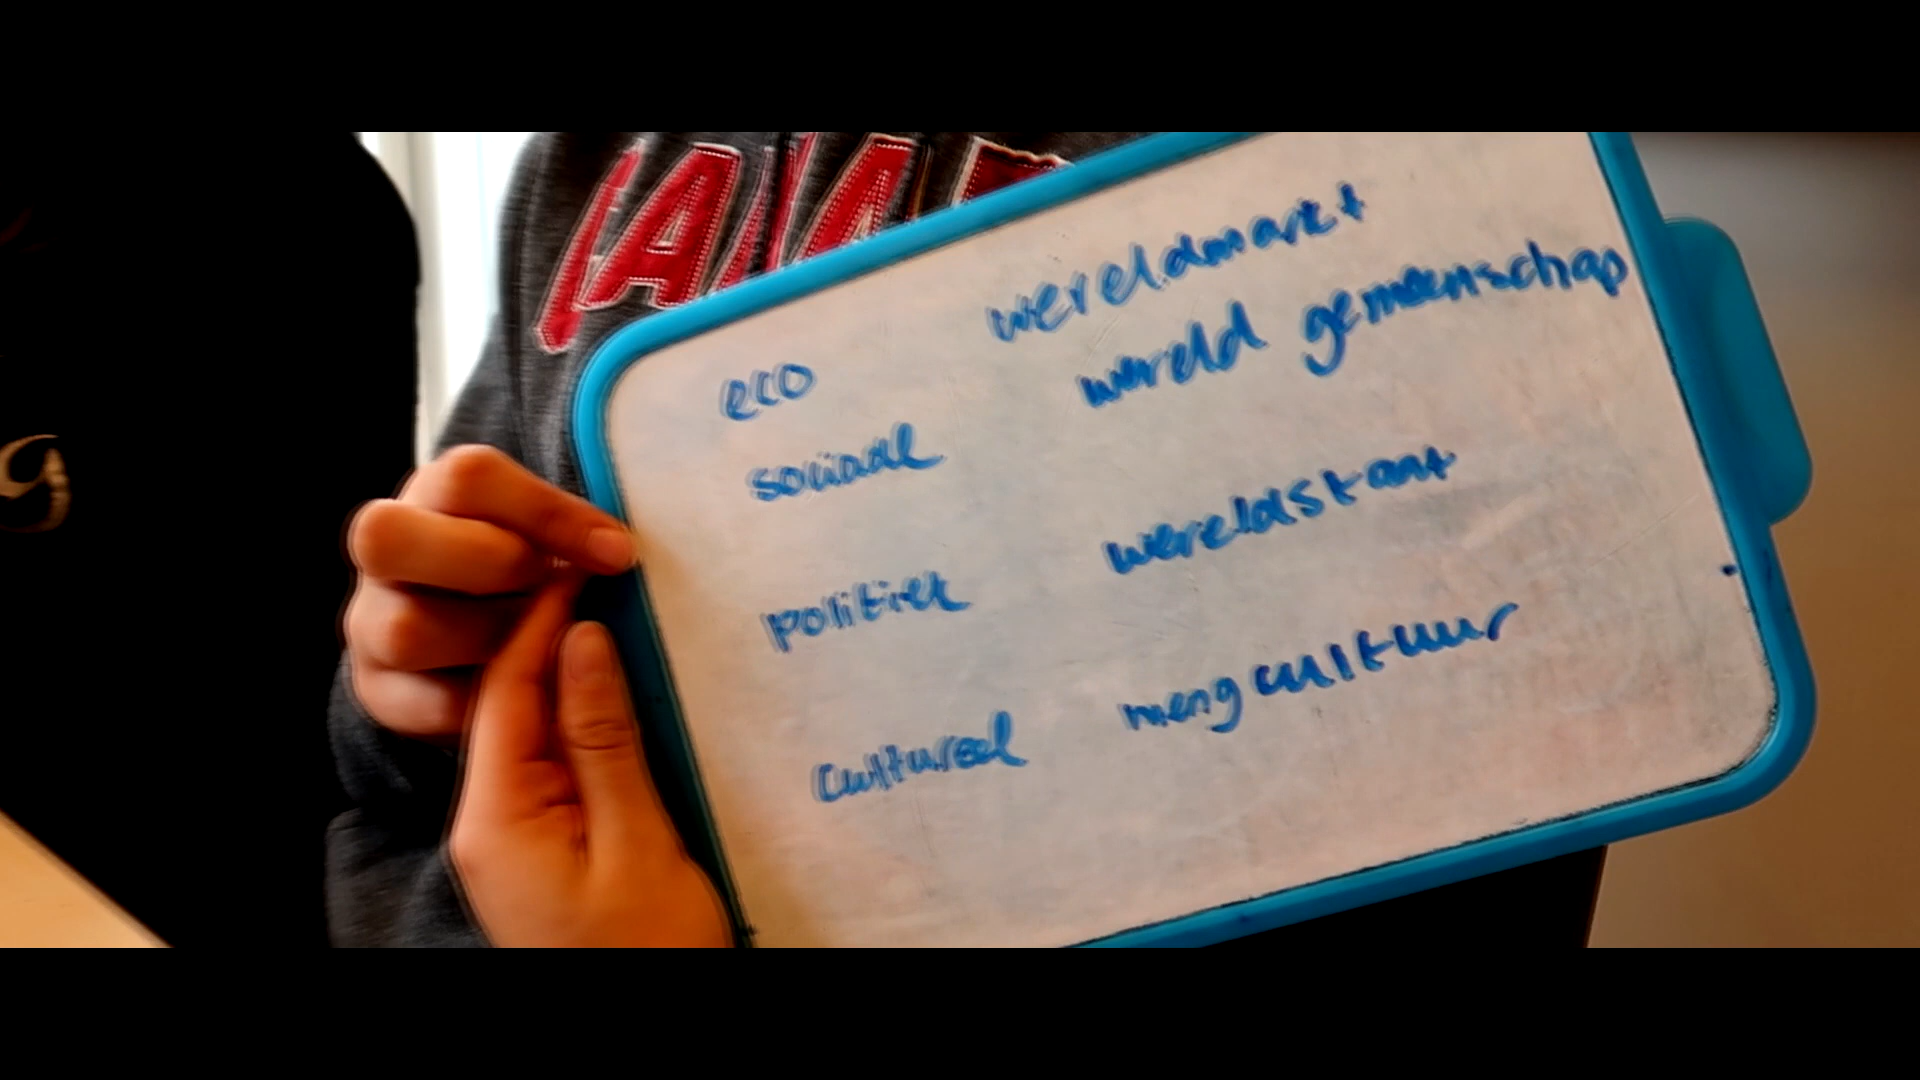 eco wereldmarkt
sociaal wereld gemeenschap
politiek wereldstaat
cultureel mengcultuur
g